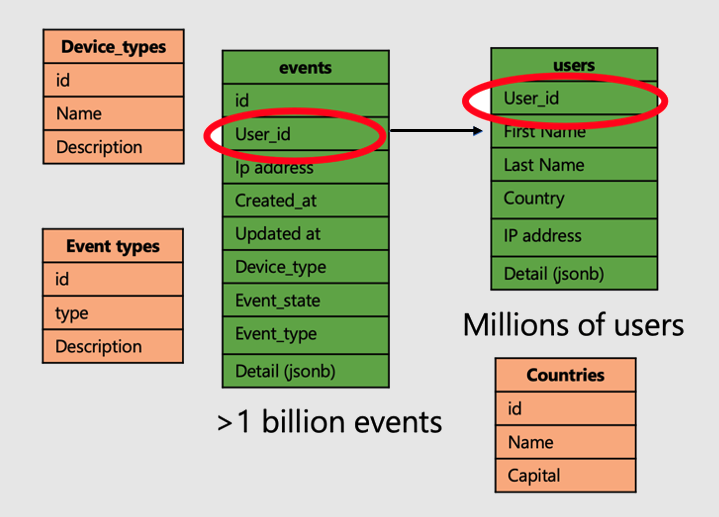 Device_types
id
Name
Description
Event types
id
type
Description
events
id
User_id
Ip address
Created_at
Updated at
Device_type
Event_state
Event_type
Detail (jsonb)
>1 billion events
users
User_id
First Name
Last Name
Country
IP address
Detail (jsonb)
Millions of users
Countries
id
Name
Capital